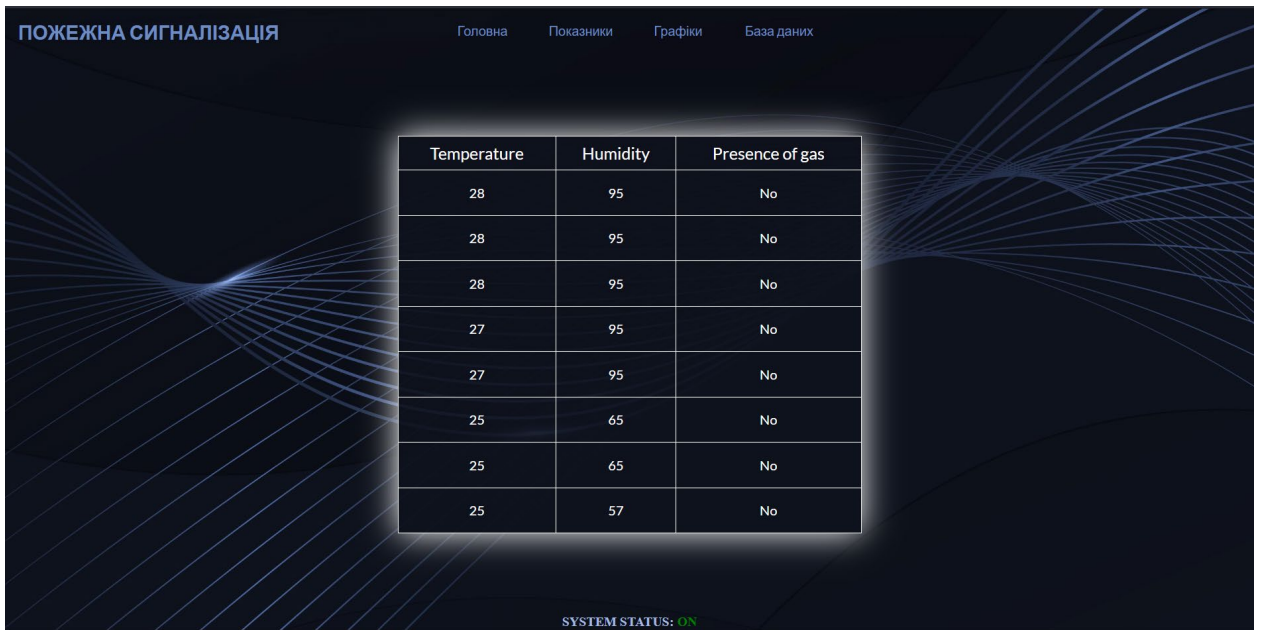 ПОЖЕЖНА СИГНАЛІЗАЦІЯ Головна Показники Графіки База даних
Temperature Humidity Presence of gas
28 95 No
28 95 No
28 95 No
27 95 No
27 95 No
25 65 No
25 65 No
25 57 No
SYSTEM STATUS: ON